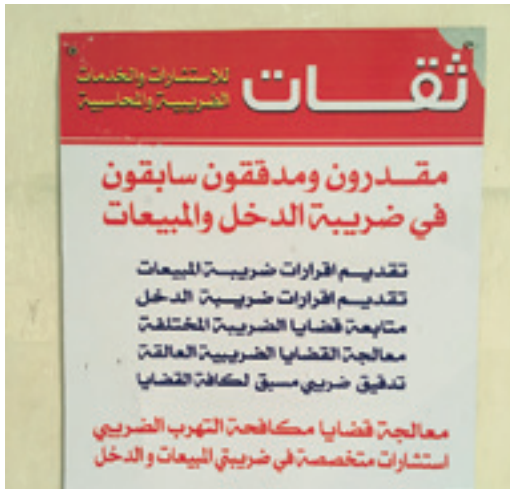 ثقات
للاستشارات والخدمات
الضريبية والمحاسبية
مقدرون ومدققون سابقون
في ضريبة الدخل والمبيعات
تقديم اقرارات ضريبة المبيعات
تقديم اقرارات ضريبة الدخل
متابعة قضايا الضريبة المختلفة
معالجة القضايا الضريبية العالقة
تدقيق ضريبي مسبق لكافة القضايا
معالجة قضايا مكافحة التهرب الضريبي
استشارات متخصصة في ضريبتي المبيعات والدخل